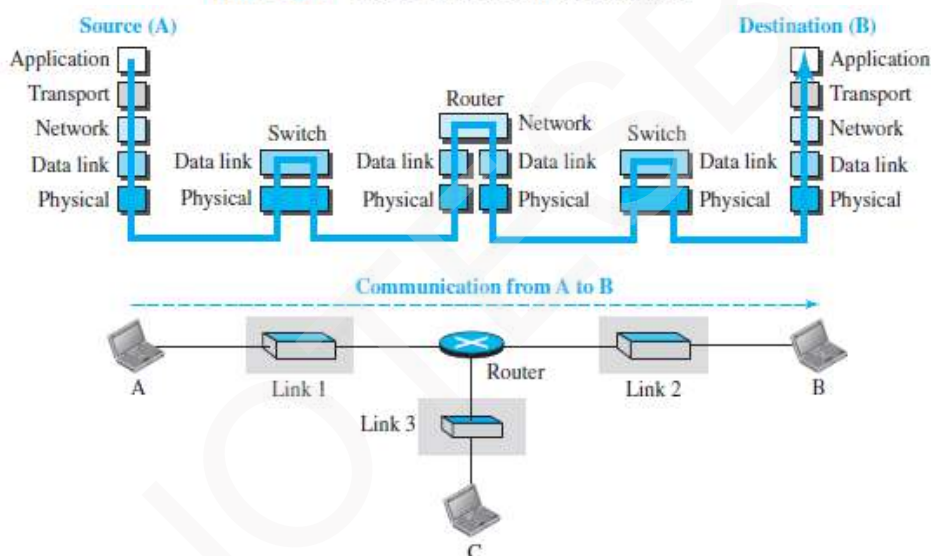 Source (A)
Destination (B)
Application
Application
Transport
Transport
Router
Network
Switch
Network
Switch
Network
Data link
Data link
Data link
Data link
Data link
Data link
Physical
Physical
Physical
Physical
Physical
Physical
Communication from A to B
A
Link 1
Router
Link 2
B
Link 3
C